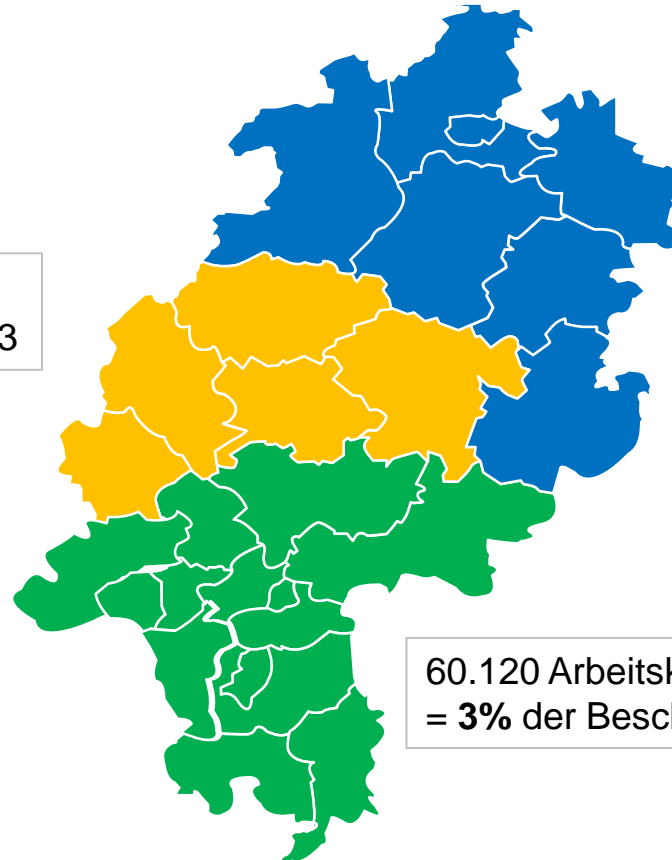 3
60.120 Arbeitsk
= 3% der Besch